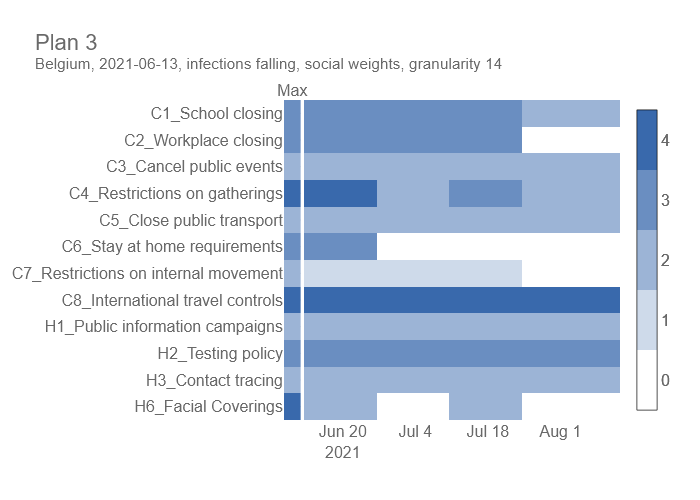 Plan 3
Belgium, 2021-06-13, infections falling, social weights, granularity 14
Max
C1_School closing
C2_Workplace closing
C3_Cancel public events
C4_Restrictions on gatherings
C5_Close public transport
C6_Stay at home requirements
C7_Restrictions on internal movement
C8_International travel controls
H1_Public information campaigns
H2_Testing policy
H3_Contact tracing
H6_Facial Coverings
Jun 20 Jul 4 Jul 18 Aug 1
2021
4
3
2
1
0